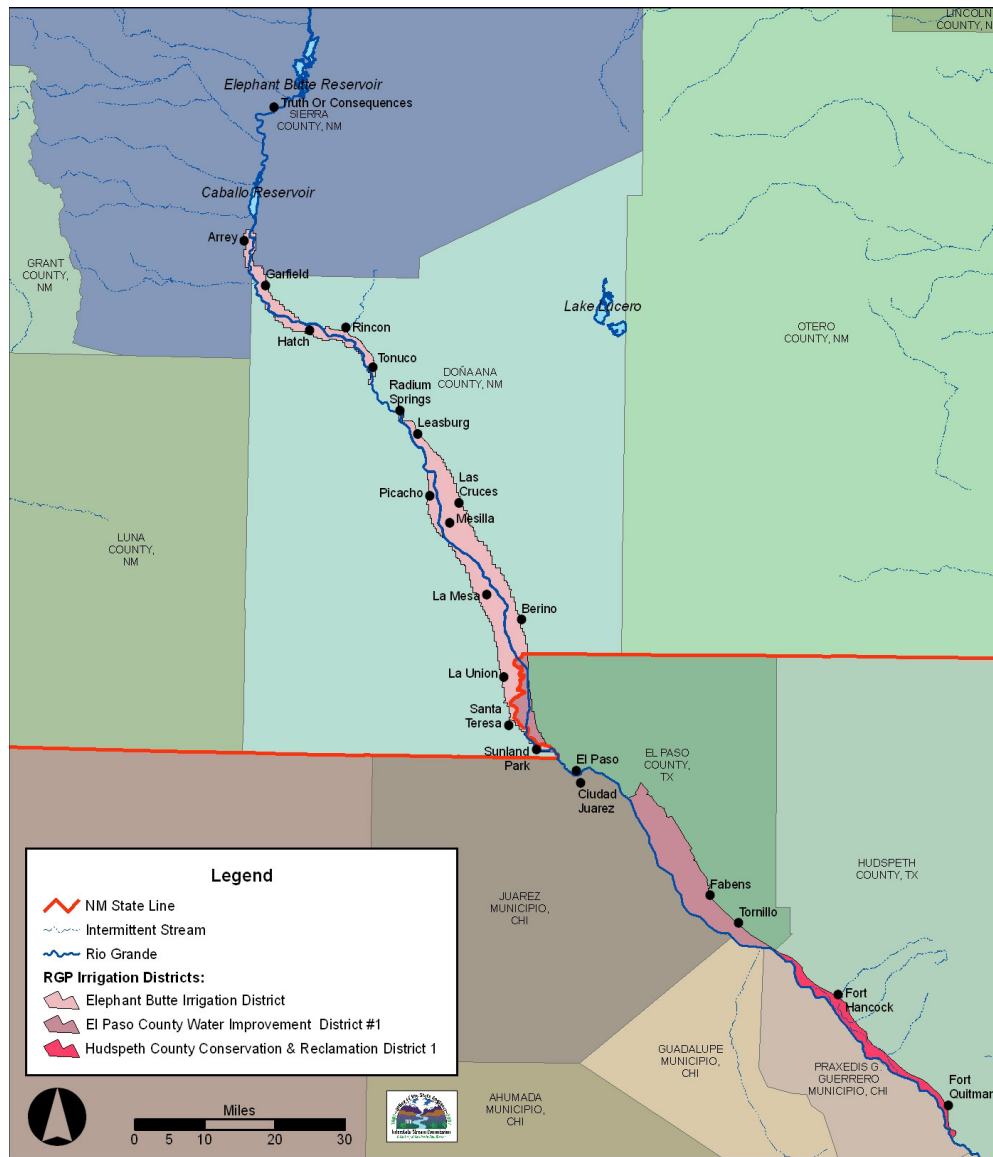 LINCOLN
COUNTY, N
Elephant Butte Reservoir
Truth Or Consequences
SIERRA
COUNTY, NM
Caballo Reservoir
Arrey
GRANT
COUNTY,
NM
Garfield
Lake Lucero
Rincon
Hatch
OTERO
COUNTY, NM
Tonuco
DOÑA ANA
COUNTY, NM
Radium
Springs
Leasburg
Las
Cruces
Picacho
Mesilla
LUNA
COUNTY,
NM
La Mesa
Berino
La Union
Santa
Teresa
Sunland
Park
El Paso
EL PASO
COUNTY,
TX
Ciudad
Juarez
HUDSPETH
COUNTY, TX
Fabens
JUAREZ
MUNICIPIO,
CHI
Tornillo
Fort
Hancock
GUADALUPE
MUNICIPIO,
CHI
PRAXEDIS G.
GUERRERO
MUNICIPIO, CHI
Fort
Quitman
AHUMADA
MUNICIPIO,
CHI
Legend
NM State Line
Intermittent Stream
Rio Grande
RGP Irrigation Districts:
Elephant Butte Irrigation District
El Paso County Water Improvement District #1
Hudspeth County Conservation & Reclamation District 1
Miles
0 5 10 20 30
Interstate Stream Commission